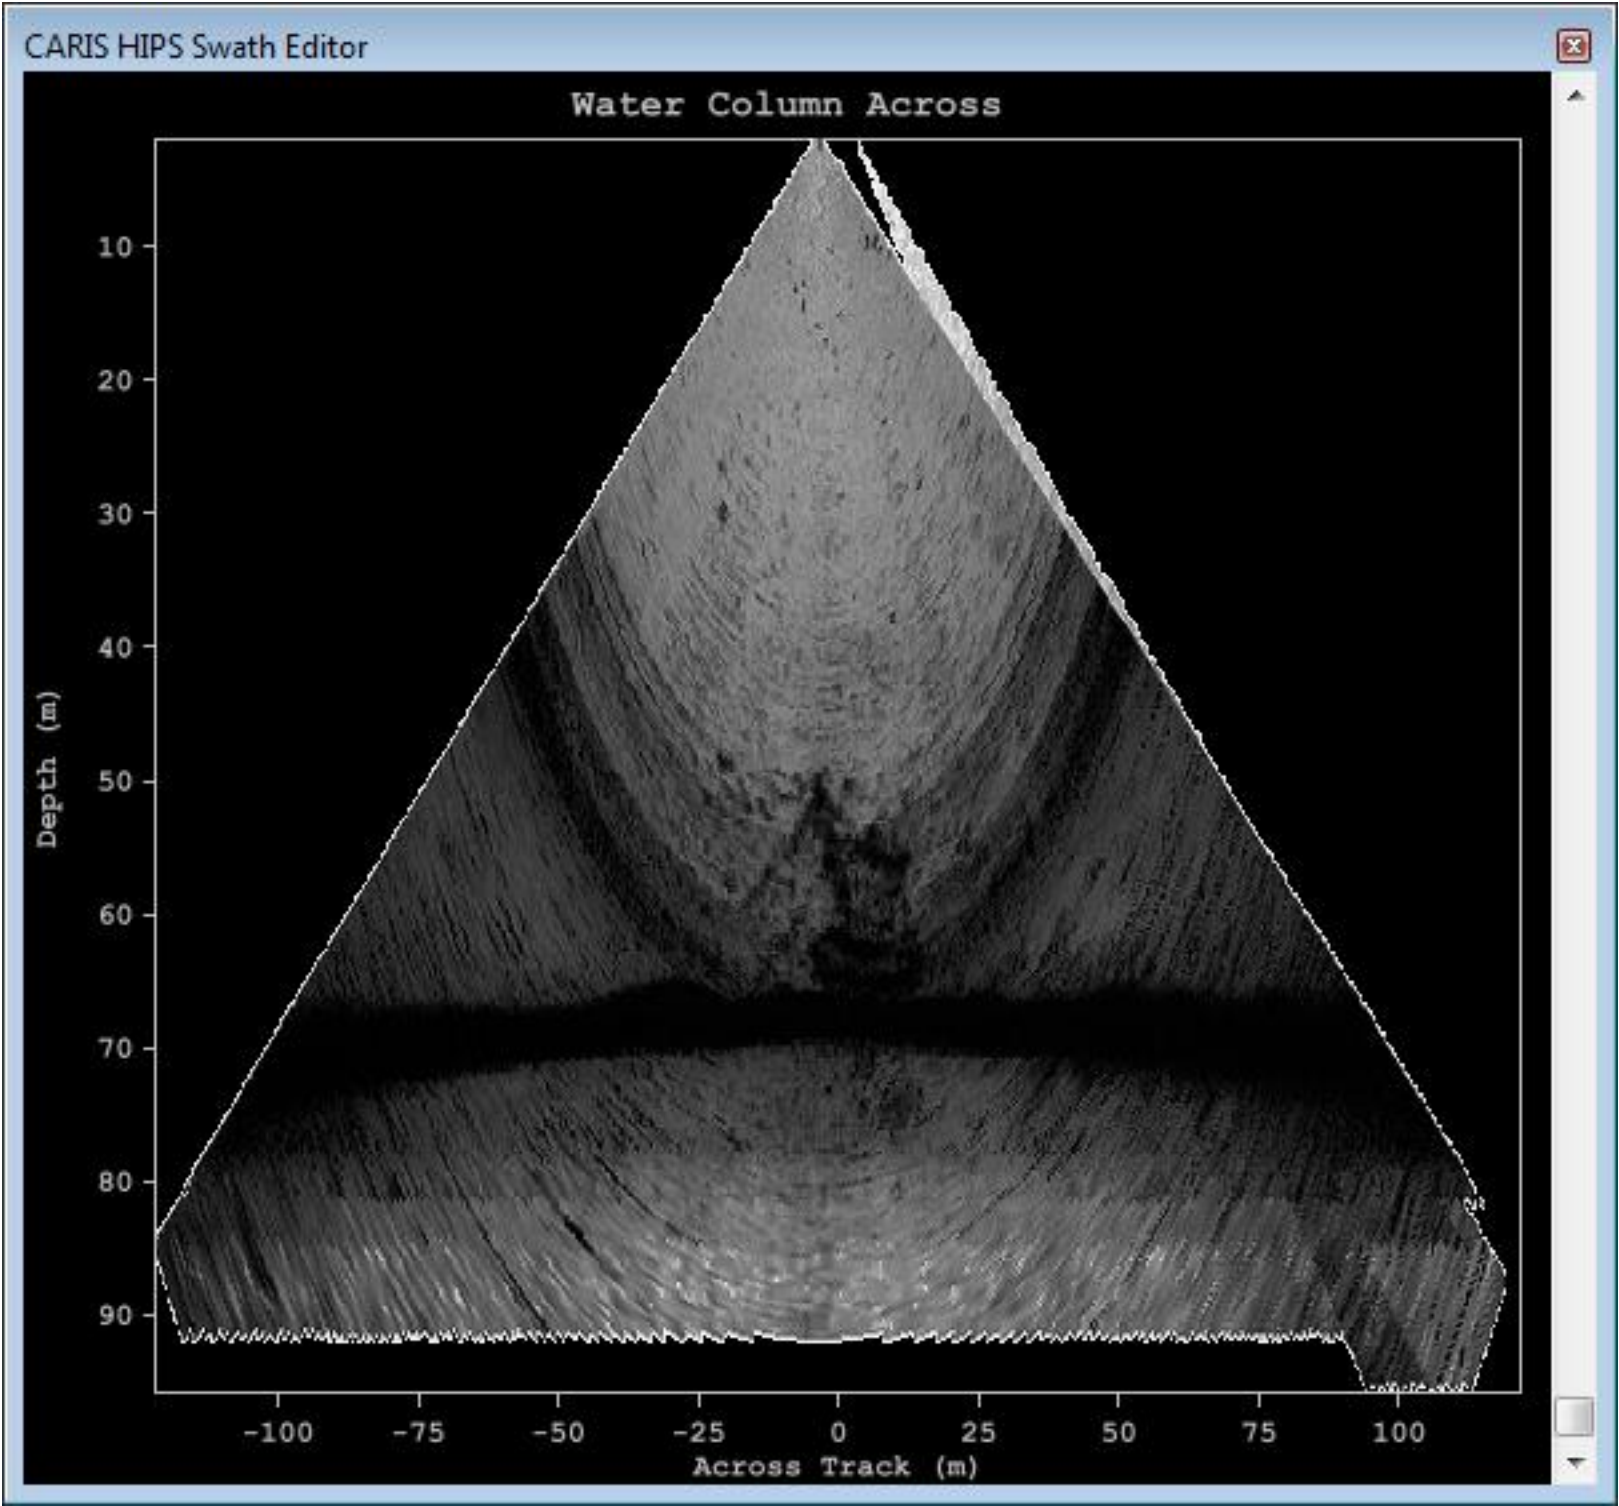 CARIS HIPS Swath Editor
Water Column Across
10
20
30
40
50
60
70
80
90
Depth (m)
-100 -75 -50 -25 0 25 50 75 100
Across Track (m)